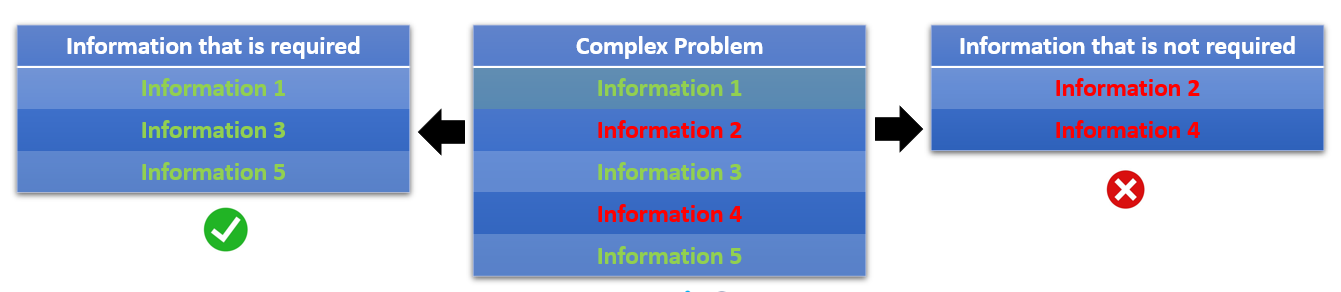 Information that is required
Information 1
Information 3
Information 5
Complex Problem
Information 1
Information 2
Information 3
Information 4
Information 5
Information that is not required
Information 2
Information 4